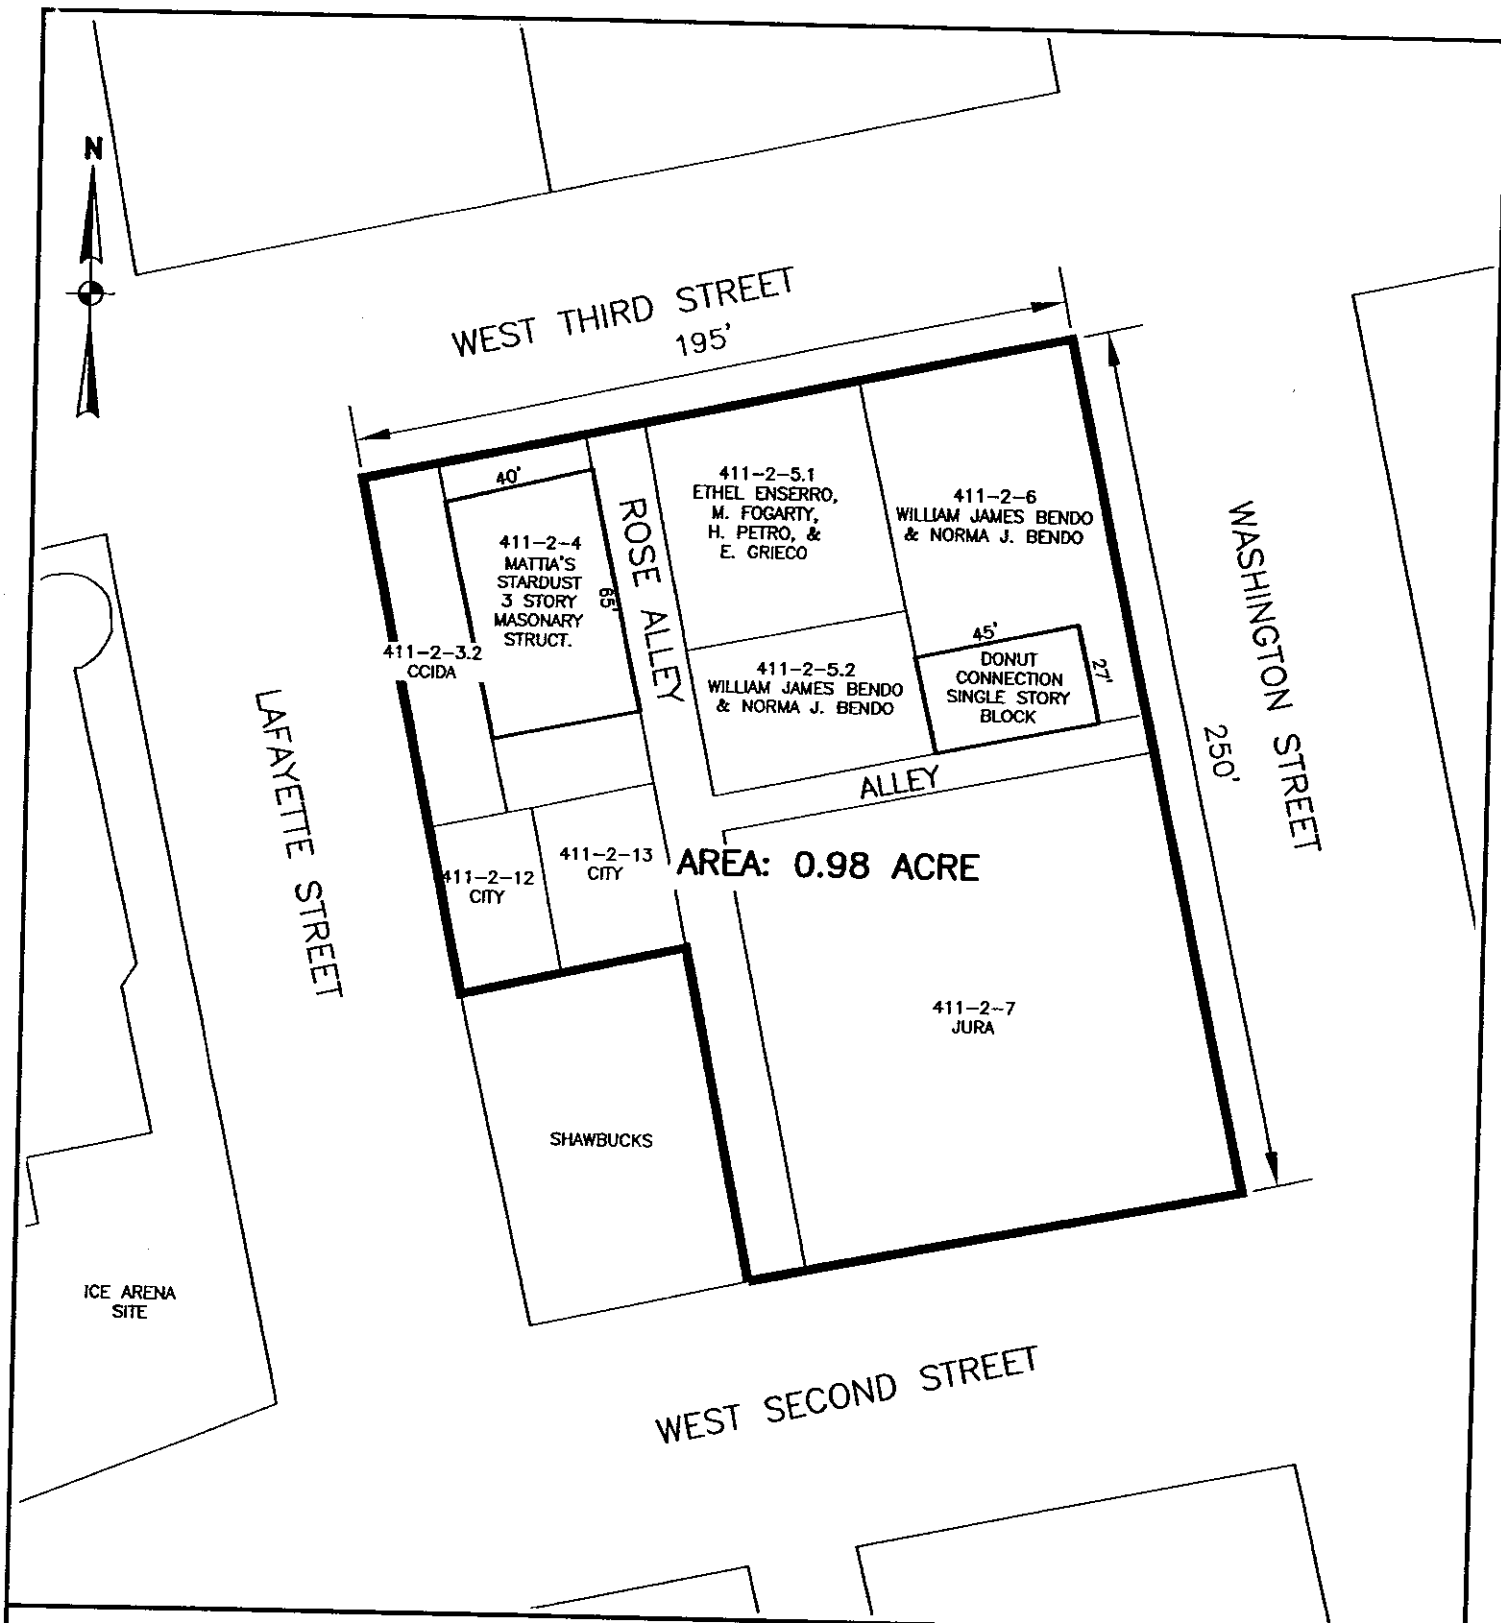 N
WEST THIRD STREET
195'
40'
411-2-4
MATTIA'S
STARDUST
3 STORY
MASONARY
STRUCT.
65'
ROSE ALLEY
411-2-5.1
ETHEL ENSERRO,
M. FOGARTY,
H. PETRO, &
E. GRIECO
411-2-6
WILLIAM JAMES BENDO
& NORMA J. BENDO
411-2-3.2
CCIDA
411-2-5.2
WILLIAM JAMES BENDO
& NORMA J. BENDO
45'
DONUT
CONNECTION
SINGLE STORY
BLOCK
27'
WASHINGTON STREET
250'
LAFAYETTE STREET
ALLEY
411-2-12
CITY
411-2-13
CITY
AREA: 0.98 ACRE
411-2-7
JURA
SHAWBUCKS
ICE ARENA
SITE
WEST SECOND STREET